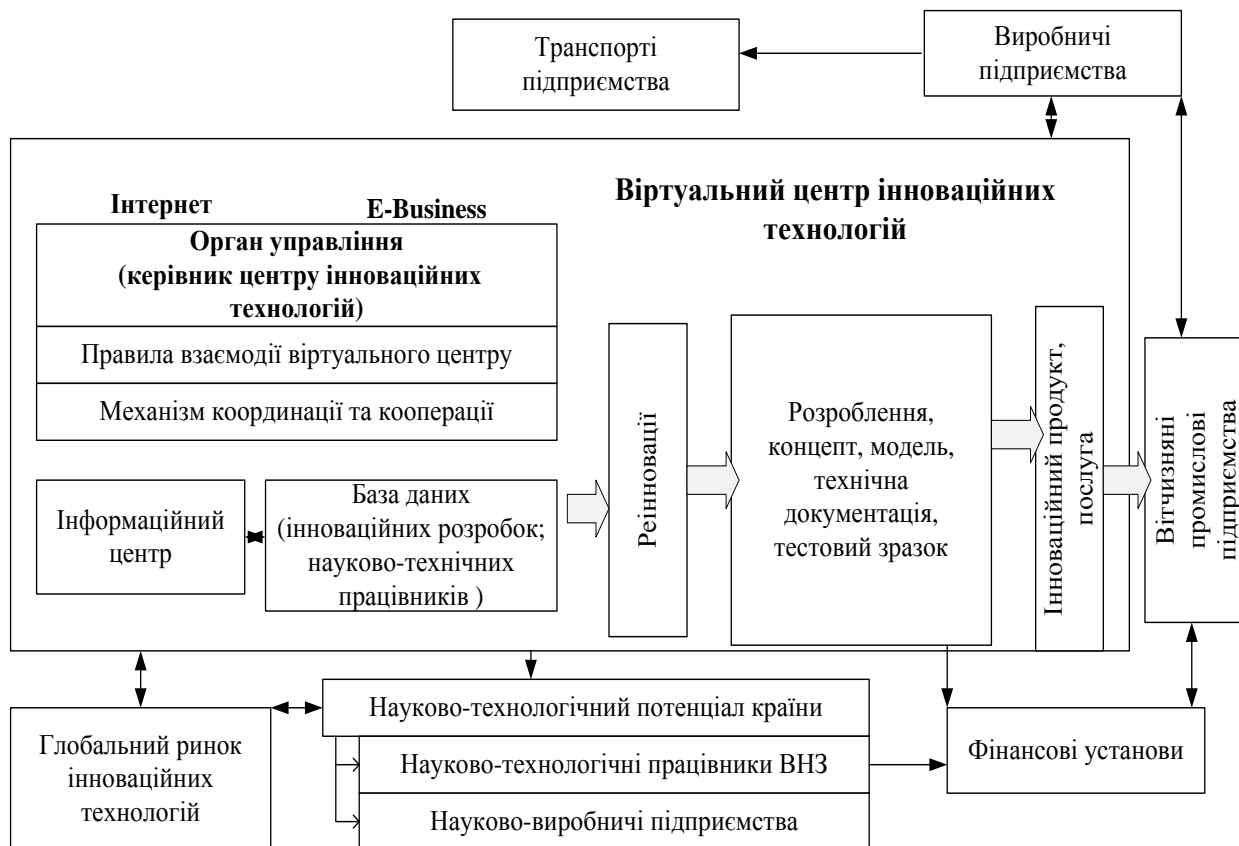 Транспорті
підприємства
Виробничі
підприємства
Віртуальний центр інноваційних
технологій
Інтернет
E-Business
Орган управління
(керівник центру інноваційних
технологій)
Правила взаємодії віртуального центру
Механізм координації та кооперації
Інформаційний
центр
База даних
(інноваційних розробок;
науково-технічних
працівників )
Реінновації
Розроблення,
концепт, модель,
технічна
документація,
тестовий зразок
Інноваційний продукт,
послуга
Вітчизняні
промислові
підприємства
Глобальний ринок
інноваційних
технологій
Науково-технологічний потенціал країни
Науково-технологічні працівники ВНЗ
Науково-виробничі підприємства
Фінансові установи